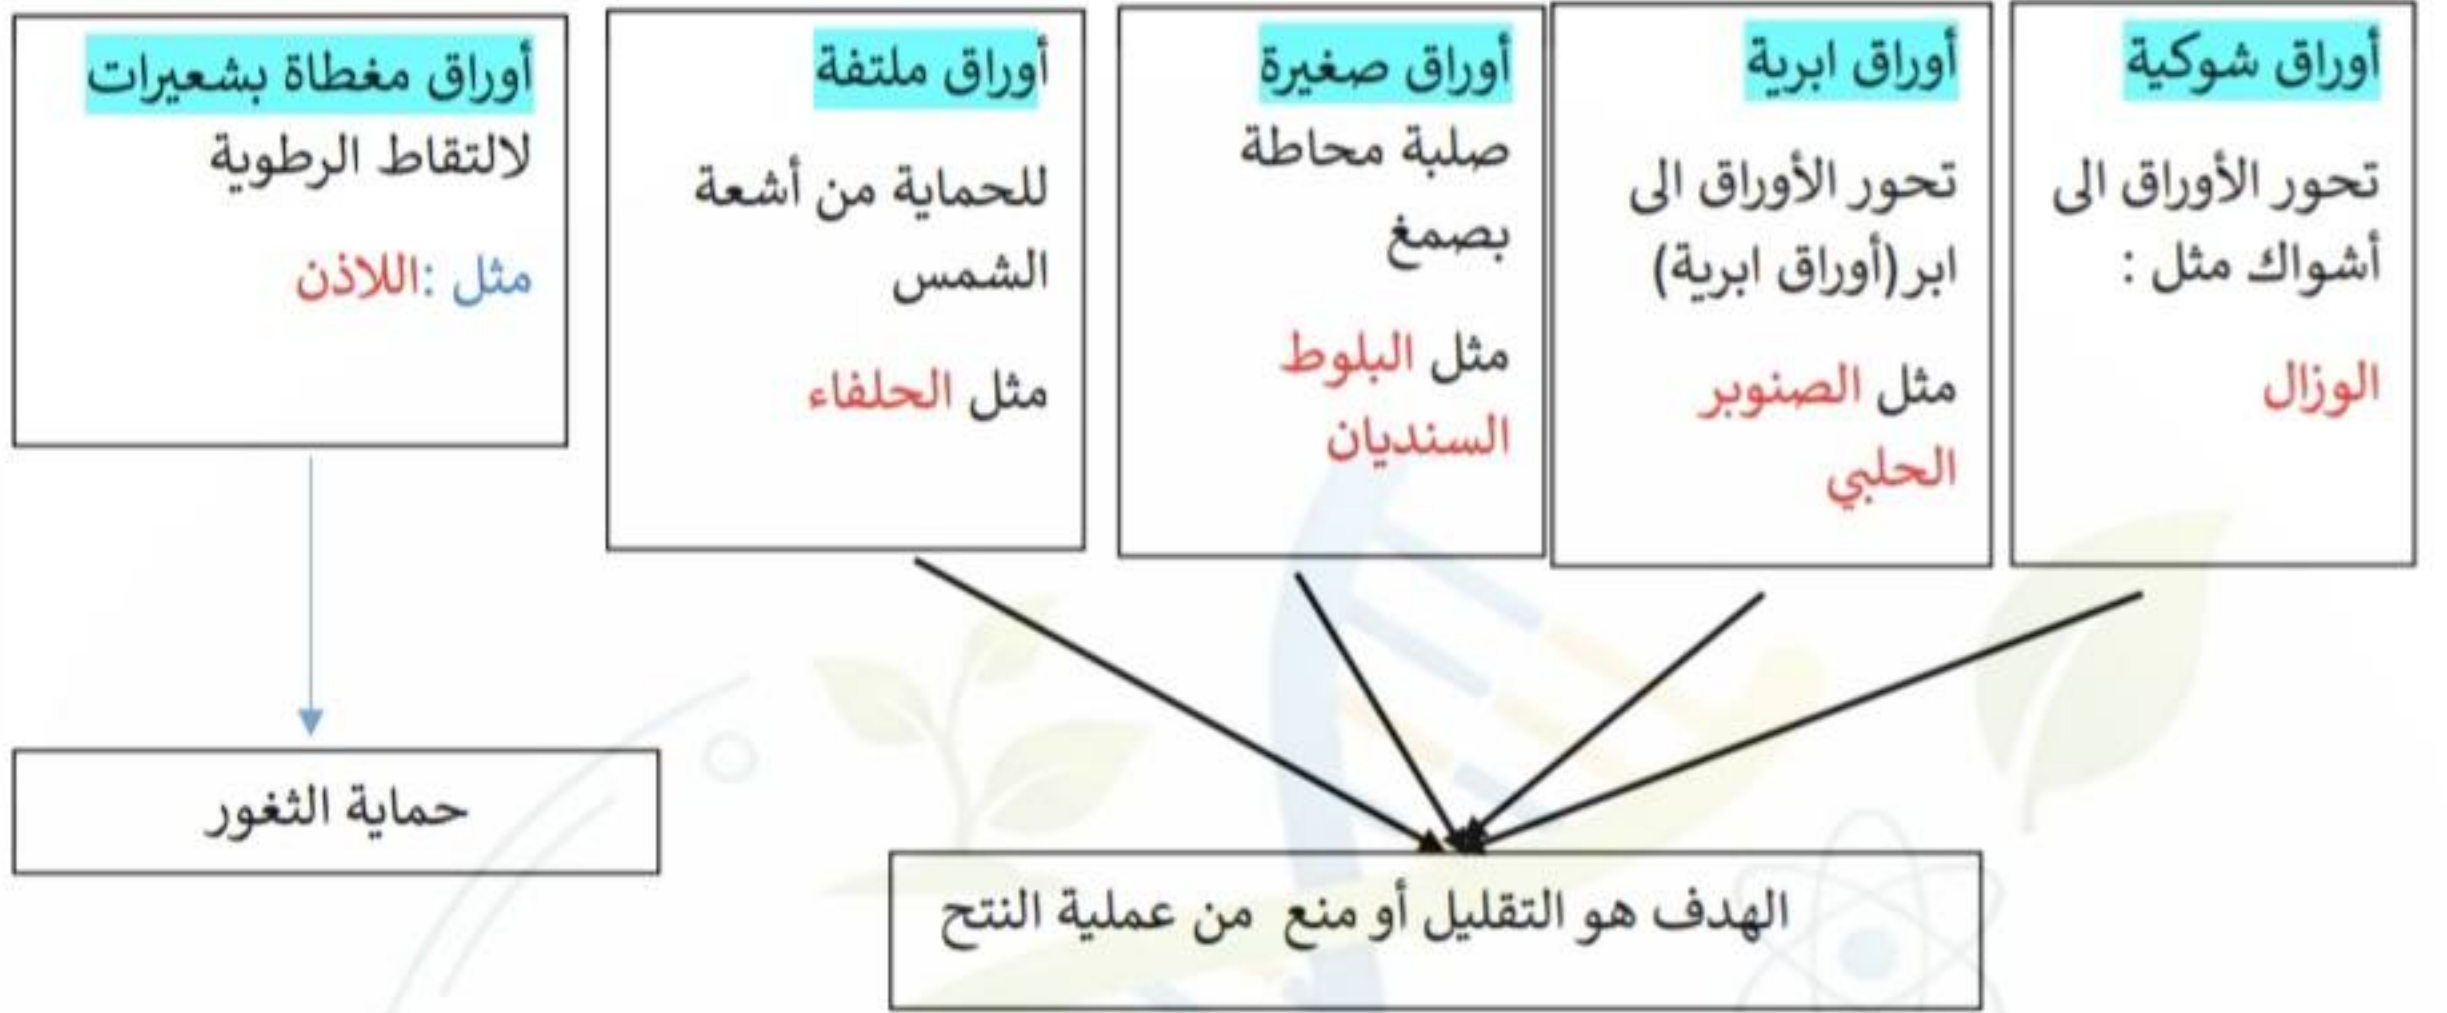 أوراق شوكية
تحور الأوراق الى
أشواك مثل :
الوزال
أوراق ابرية
تحور الأوراق الى
ابر(أوراق ابرية)
مثل الصنوبر
الحلبي
أوراق صغيرة
صلبة محاطة
بصمغ
مثل البلوط
السنديان
أوراق ملتفة
للحماية من أشعة
الشمس
مثل الحلفاء
أوراق مغطاة بشعيرات
لالتقاط الرطوبة
مثل :اللاذن
حماية الثغور
الهدف هو التقليل أو منع من عملية النتح